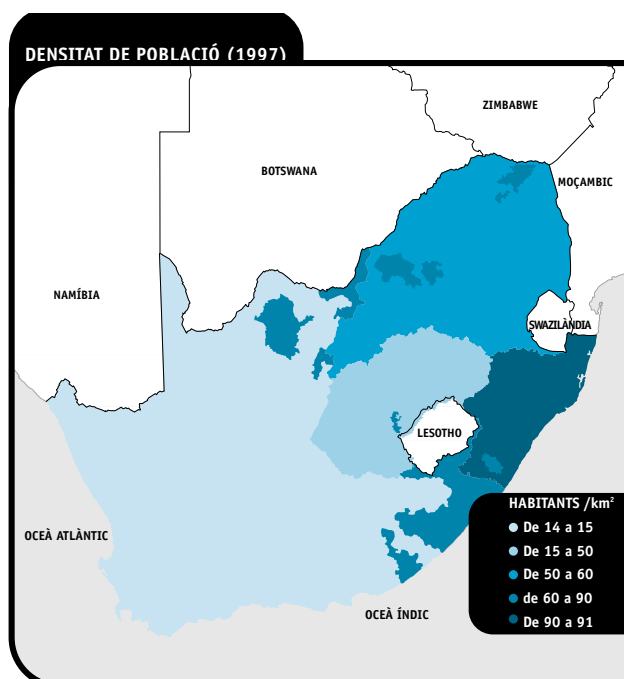 DENSITAT DE POBLACIÓ (1997)
ZIMBABWE
BOTSWANA
MOÇAMBIC
NAMÍBIA
SWAZILÀNDIA
LESOTHO
OCEÀ ATLÀNTIC
OCEÀ ÍNDIC
HABITANTS /km²
De 14 a 15
De 15 a 50
De 50 a 60
de 60 a 90
De 90 a 91